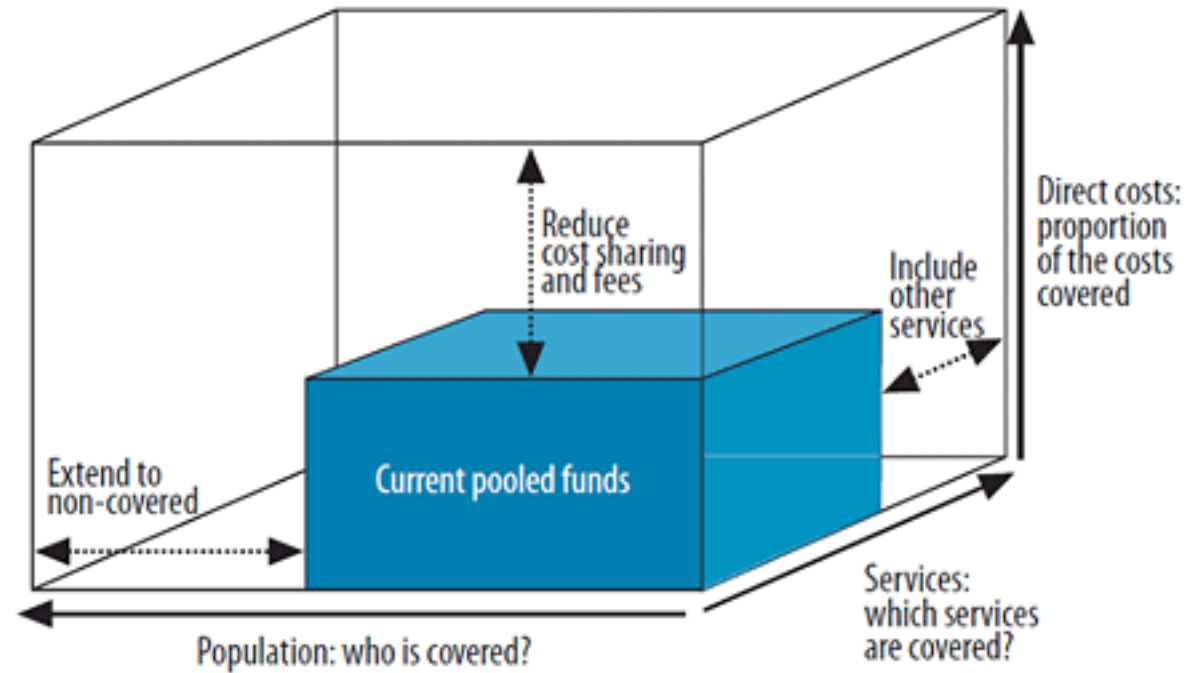 Reduce
cost sharing
and fees
Direct costs:
proportion
of the costs
covered
Include
other
services
Extend to
non-covered
Current pooled funds
Services:
which services
are covered?
Population: who is covered?